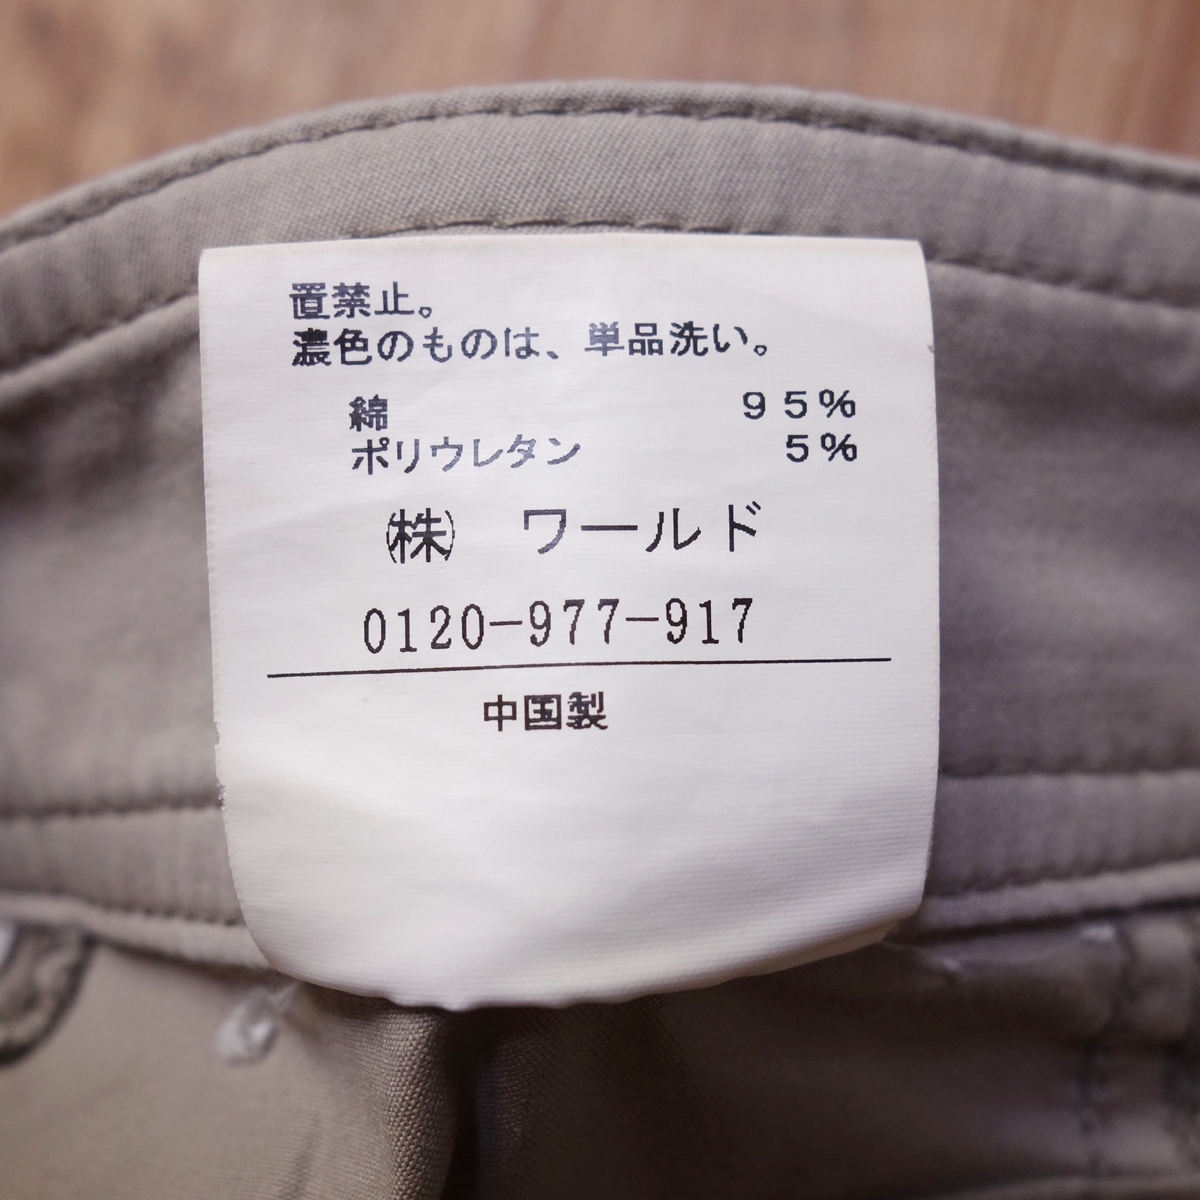 置禁止。
濃色のものは、単品洗い。
綿 95%
ポリウレタン 5%
㈱ ワールド
0120-977-917
中国製